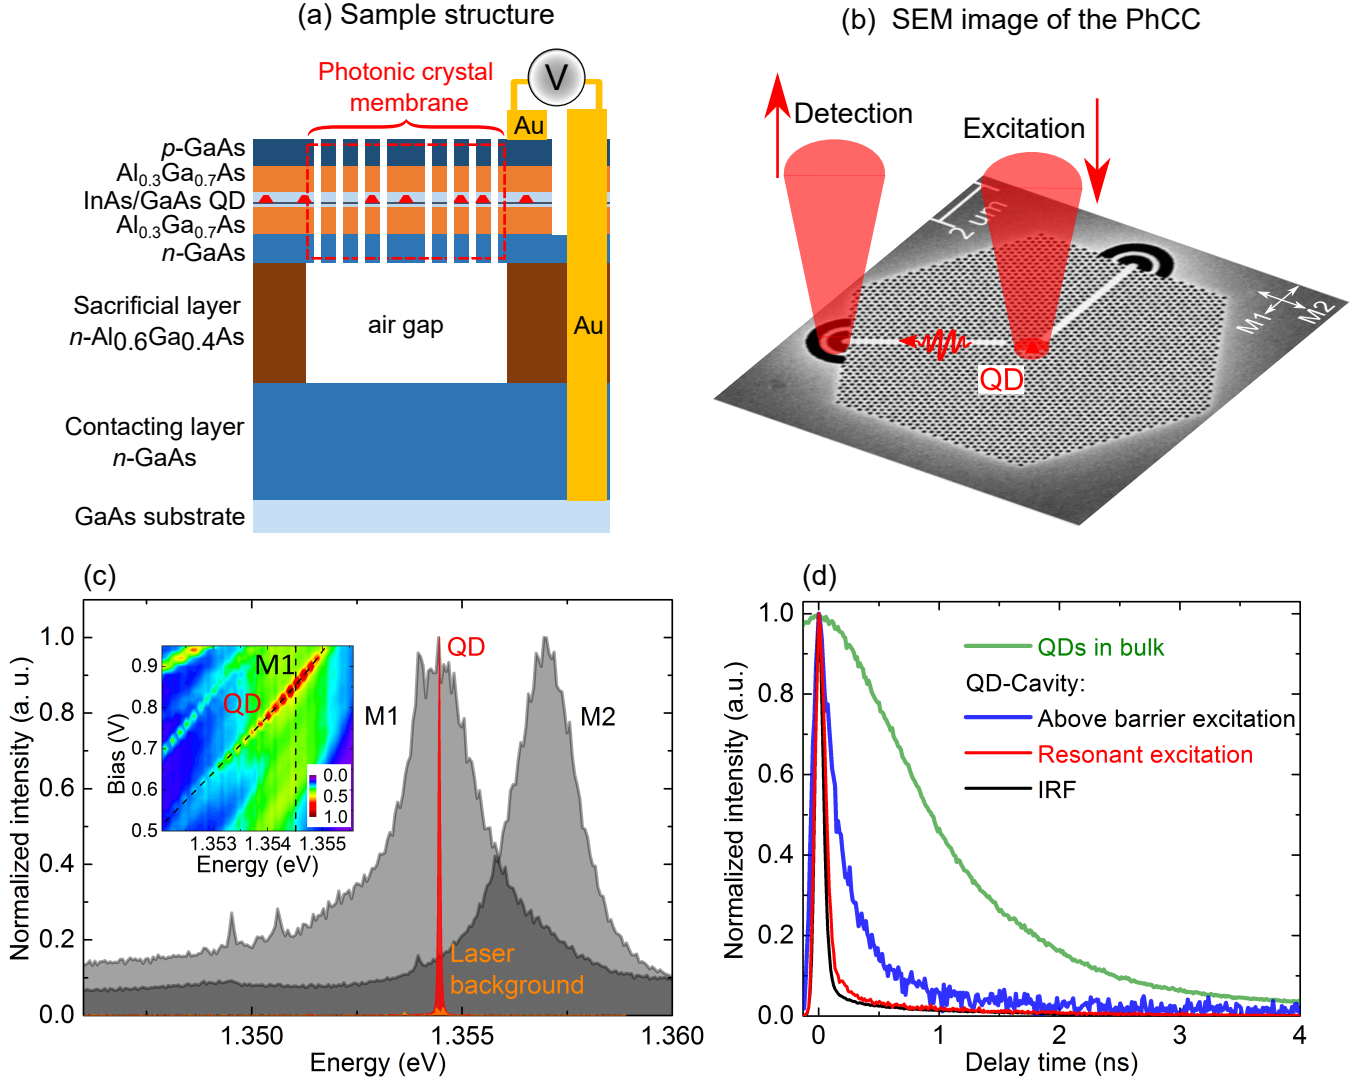 (a) Sample structure
Photonic crystal
membrane
V
Au
p-GaAs
Al0.3Ga0.7As
InAs/GaAs QD
Al0.3Ga0.7As
n-GaAs
Sacrificial layer
n-Al0.6Ga0.4As
air gap
Au
Contacting layer
n-GaAs
GaAs substrate
(b) SEM image of the PhCC
Detection
Excitation
2 um
M1
M2
QD
(c)
Normalized intensity (a. u.)
1.0
0.8
0.6
0.4
0.2
0.0
1.350
1.355
1.360
Energy (eV)
QD
M1
M2
Laser
background
Bias (V)
0.9
0.8
0.7
0.6
0.5
M1
QD
0.0
0.5
1.0
1.353 1.354 1.355
Energy (eV)
(d)
Normalized intensity (a.u.)
1.0
0.8
0.6
0.4
0.2
0.0
0
1
2
3
4
Delay time (ns)
QDs in bulk
QD-Cavity:
Above barrier excitation
Resonant excitation
IRF